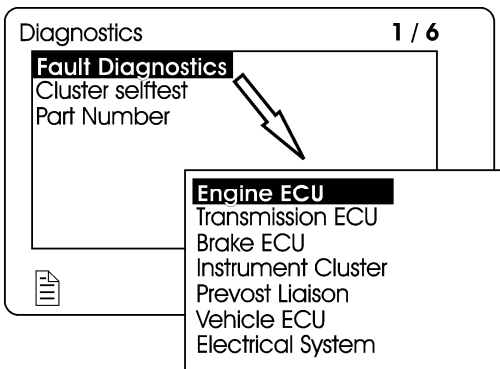 Diagnostics 1 / 6
Fault Diagnostics
Cluster selftest
Part Number
Engine ECU
Transmission ECU
Brake ECU
Instrument Cluster
Prevost Liaison
Vehicle ECU
Electrical System